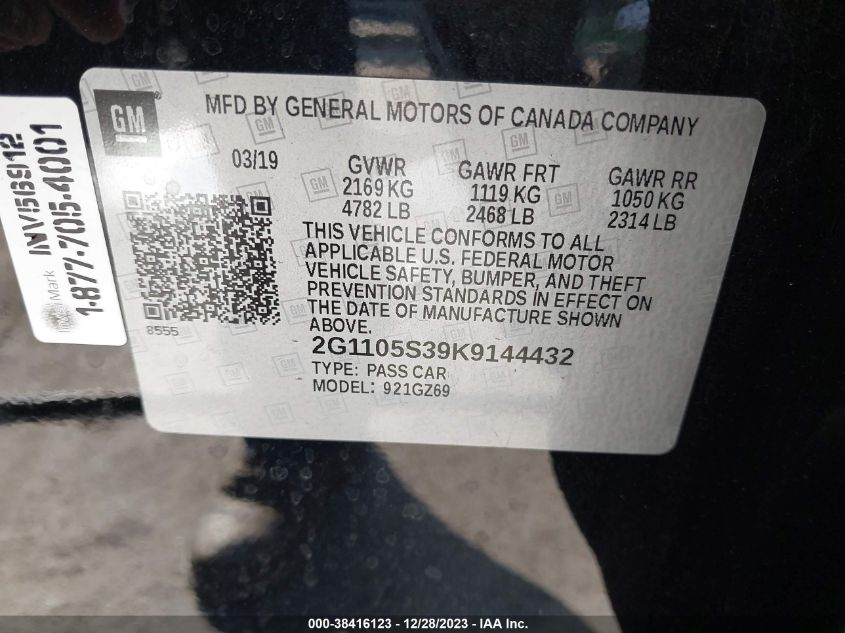 GM
MFD BY GENERAL MOTORS OF CANADA COMPANY
03/19
GVWR
2169 KG
4782 LB
GAWR FRT
1119 KG
2468 LB
GAWR RR
1050 KG
2314 LB
THIS VEHICLE CONFORMS TO ALL
APPLICABLE U.S. FEDERAL MOTOR
VEHICLE SAFETY, BUMPER, AND THEFT
PREVENTION STANDARDS IN EFFECT ON
THE DATE OF MANUFACTURE SHOWN
ABOVE.
8555
2G1105S39K9144432
TYPE: PASS CAR
MODEL: 921GZ69
INV56912
1-877-705-4001
Mark
000-38416123 - 12/28/2023 - IAA Inc.